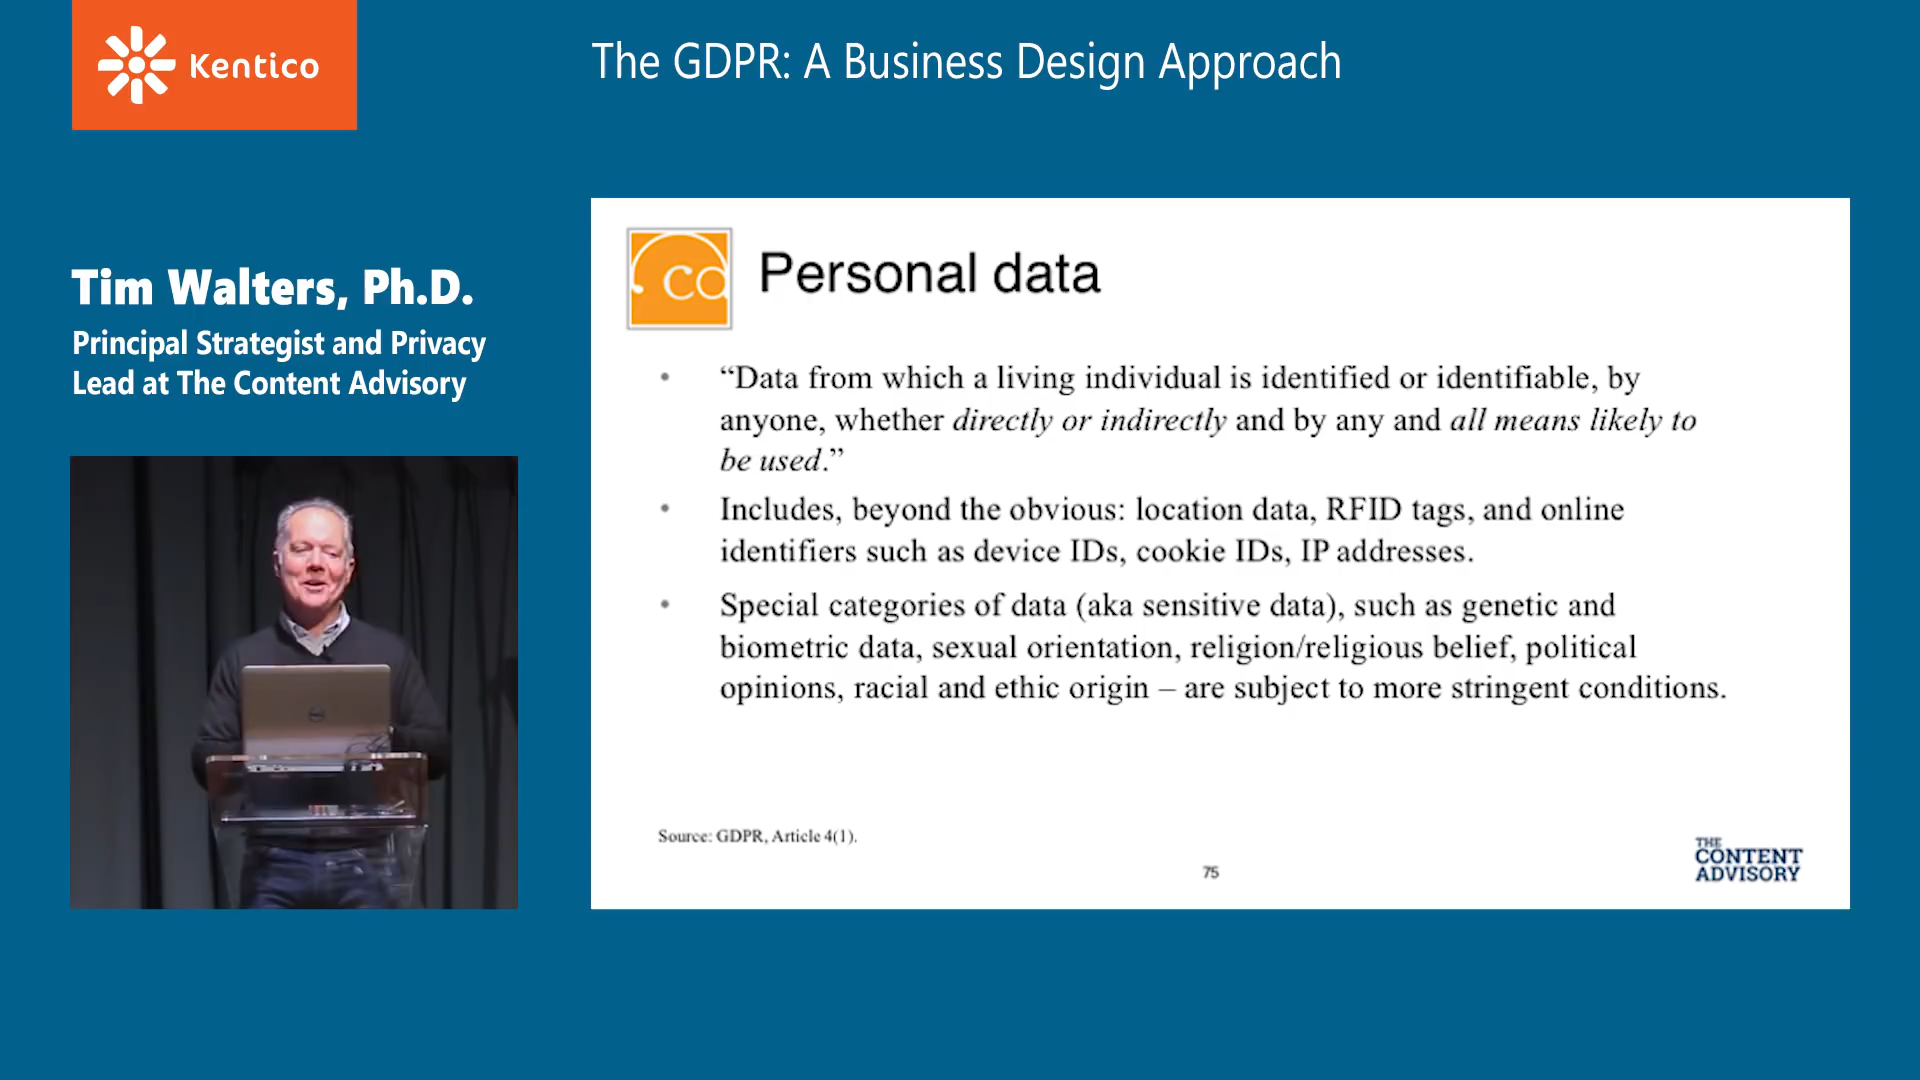 Kentico
The GDPR: A Business Design Approach
Tim Walters, Ph.D.
Principal Strategist and Privacy
Lead at The Content Advisory
.ca
Personal data
• “Data from which a living individual is identified or identifiable, by
anyone, whether directly or indirectly and by any and all means likely to
be used.”
• Includes, beyond the obvious: location data, RFID tags, and online
identifiers such as device IDs, cookie IDs, IP addresses.
• Special categories of data (aka sensitive data), such as genetic and
biometric data, sexual orientation, religion/religious belief, political
opinions, racial and ethic origin – are subject to more stringent conditions.
Source: GDPR, Article 4(1).
75
THE
CONTENT
ADVISORY